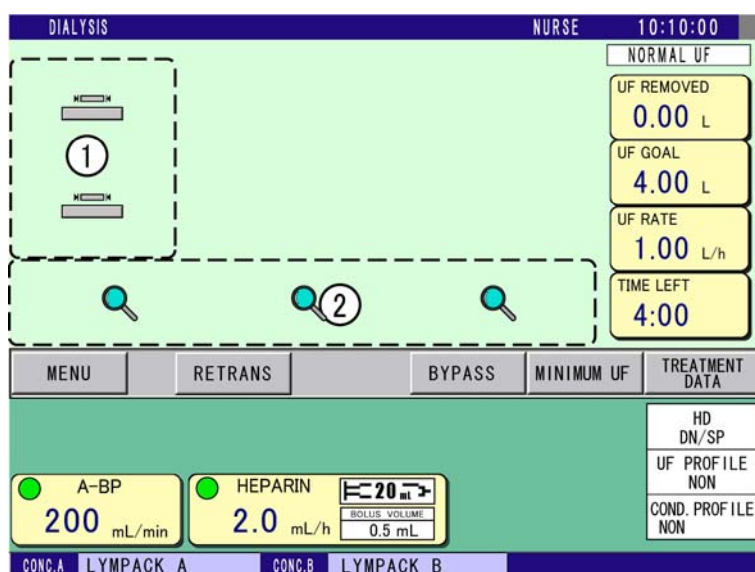 DIALYSIS NURSE 10:10:00
NORMAL UF
UF REMOVED
0.00 L
UF GOAL
4.00 L
UF RATE
1.00 L/h
TIME LEFT
4:00
1
2
MENU RETRANS BYPASS MINIMUM UF TREATMENT DATA
HD
DN/SP
UF PROFILE
NON
COND.PROFILE
NON
A-BP
200 mL/min
HEPARIN
2.0 mL/h
20 mL
BOLUS VOLUME
0.5 mL
CONC.A LYMPACK A CONC.B LYMPACK B